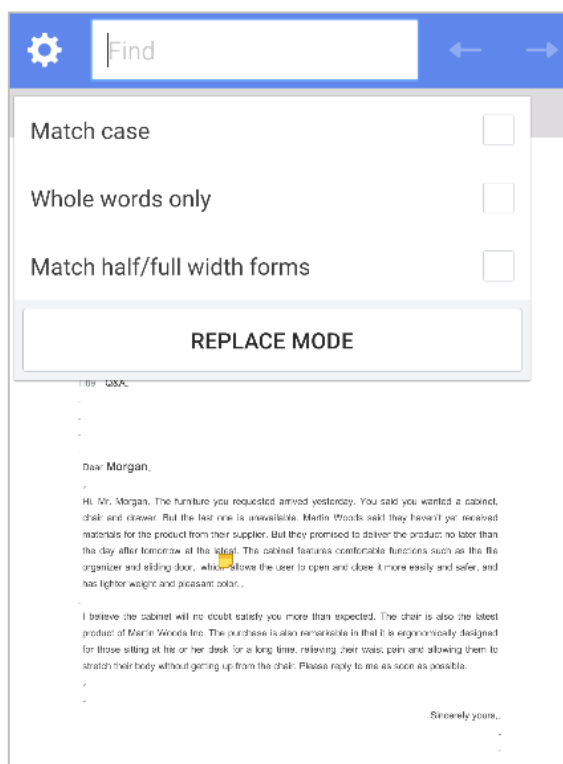 Find
Match case
Whole words only
Match half/full width forms
REPLACE MODE
Title Q&A.
Dear Morgan,
Hi, Mr. Morgan. The furniture you requested arrived yesterday. You said you wanted a cabinet,
chair and drawer. But the last one is unavailable. Martin Woods said they haven't yet received
materials for the product from their supplier. But they promised to deliver the product no later than
the day after tomorrow at the latest. The cabinet features comfortable functions such as the file
organizer and sliding door, which allows the user to open and close it more easily and safer, and
has lighter weight and pleasant color.
I believe the cabinet will no doubt satisfy you more than expected. The chair is also the latest
product of Martin Woods Inc. The purchase is also remarkable in that it is ergonomically designed
for those sitting at his or her desk for a long time, relieving their waist pain and allowing them to
stretch their body without getting up from the chair. Please reply to me as soon as possible.
Sincerely yours,